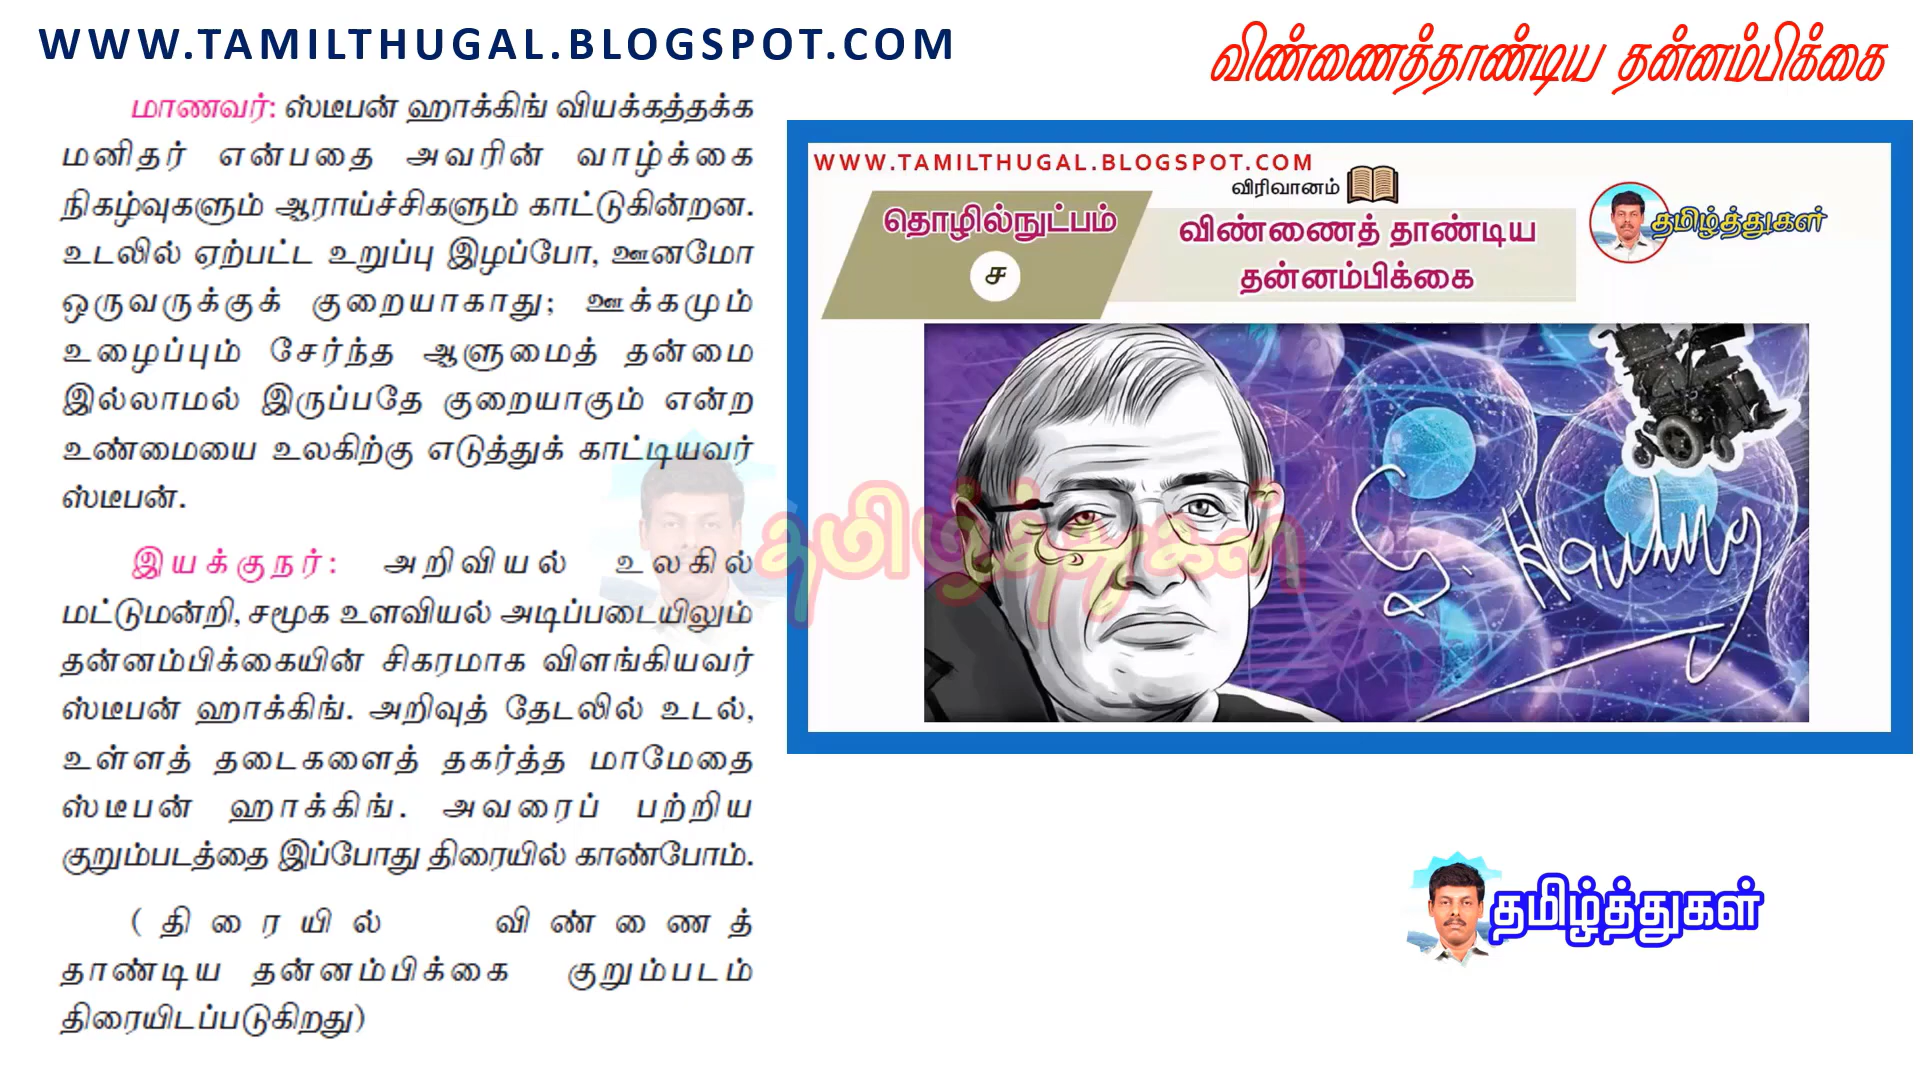 WWW.TAMILTHUGAL.BLOGSPOT.COM
விண்ணைத்தாண்டிய தன்னம்பிக்கை
மாணவர்: ஸ்டீபன் ஹாக்கிங் வியக்கத்தக்க
மனிதர் என்பதை அவரின் வாழ்க்கை
நிகழ்வுகளும் ஆராய்ச்சிகளும் காட்டுகின்றன.
உடலில் ஏற்பட்ட உறுப்பு இழப்போ, ஊனமோ
ஒருவருக்குக் குறையாகாது; ஊக்கமும்
உழைப்பும் சேர்ந்த ஆளுமைத் தன்மை
இல்லாமல் இருப்பதே குறையாகும் என்ற
உண்மையை உலகிற்கு எடுத்துக் காட்டியவர்
ஸ்டீபன்.
இயக்குநர்: அறிவியல் உலகில்
மட்டுமன்றி, சமூக உளவியல் அடிப்படையிலும்
தன்னம்பிக்கையின் சிகரமாக விளங்கியவர்
ஸ்டீபன் ஹாக்கிங். அறிவுத் தேடலில் உடல்,
உள்ளத் தடைகளைத் தகர்த்த மாமேதை
ஸ்டீபன் ஹாக்கிங். அவரைப் பற்றிய
குறும்படத்தை இப்போது திரையில் காண்போம்.
(திரையில் விண்ணைத்
தாண்டிய தன்னம்பிக்கை குறும்படம்
திரையிடப்படுகிறது)
WWW.TAMILTHUGAL.BLOGSPOT.COM
விரிவானம்
தொழில்நுட்பம்
௪
விண்ணைத் தாண்டிய
தன்னம்பிக்கை
தமிழ்த்துகள்
S. Hawking
தமிழ்த்துகள்
தமிழ்த்துகள்